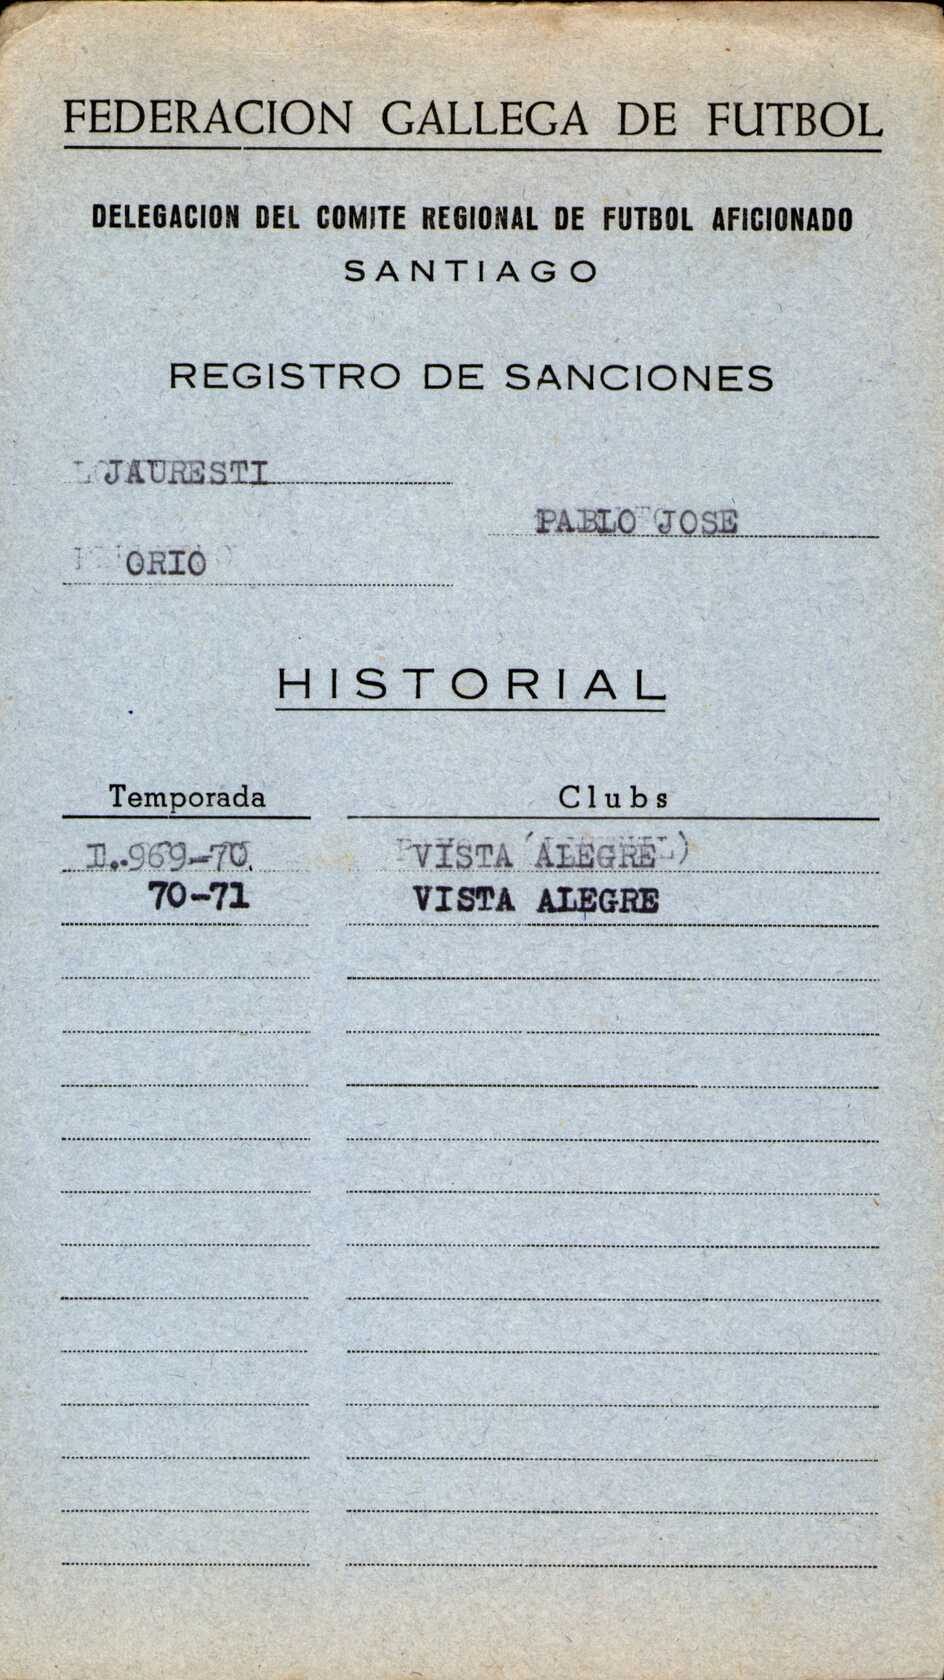 FEDERACION GALLEGA DE FUTBOL
DELEGACION DEL COMITE REGIONAL DE FUTBOL AFICIONADO
SANTIAGO
REGISTRO DE SANCIONES
JAURESTI
PABLO JOSE
ORIO
HISTORIAL
Temporada Clubs
969-70. VISTA ALEGRE
70-71 VISTA ALEGRE